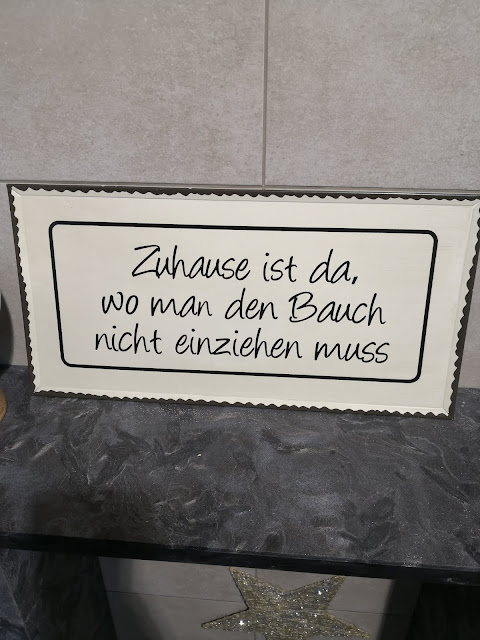 Zuhause ist da,
wo man den Bauch
nicht einziehen muss